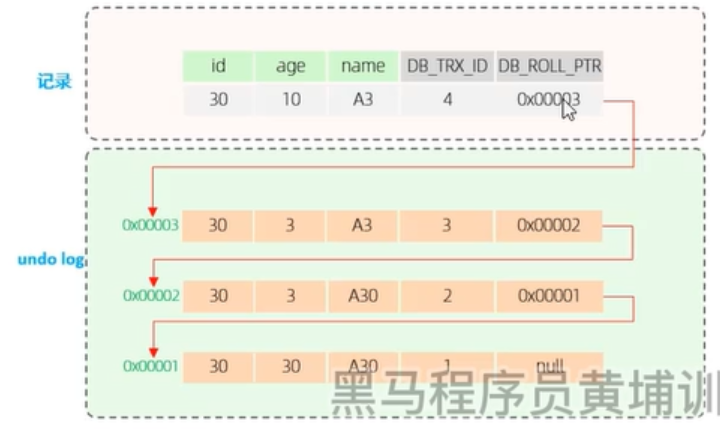 id age name DB_TRX_ID DB_ROLL_PTR
记录
30 10 A3 4 0x00003
0x00003 30 3 A3 3 0x00002
undo log
0x00002 30 3 A30 2 0x00001
0x00001 30 30 A30 1 null
黑马程序员黄埔训